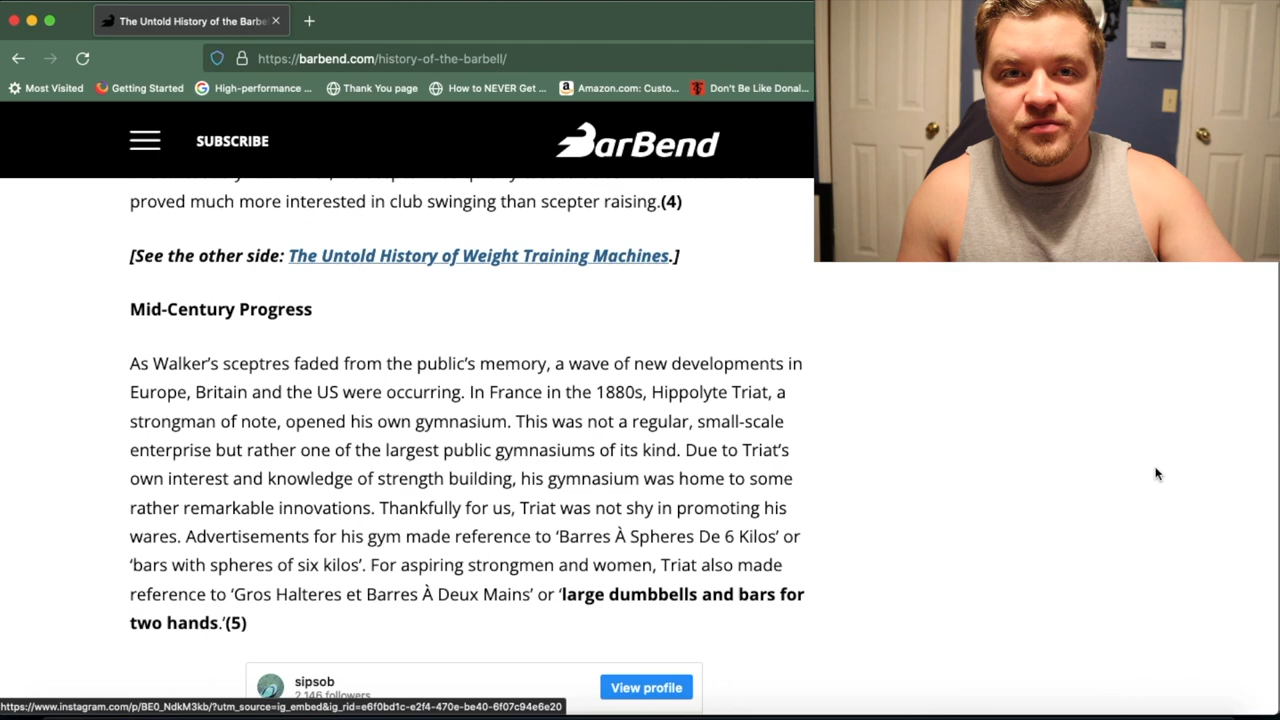 The Untold History of the Barbe
https://barbend.com/history-of-the-barbell/
Most Visited
Getting Started
High-performance ...
Thank You page
How to NEVER Get ...
Amazon.com: Custo...
Don't Be Like Donal...
SUBSCRIBE
BarBend
proved much more interested in club swinging than scepter raising.(4)
[See the other side: The Untold History of Weight Training Machines.]
Mid-Century Progress
As Walker’s sceptres faded from the public’s memory, a wave of new developments in
Europe, Britain and the US were occurring. In France in the 1880s, Hippolyte Triat, a
strongman of note, opened his own gymnasium. This was not a regular, small-scale
enterprise but rather one of the largest public gymnasiums of its kind. Due to Triat’s
own interest and knowledge of strength building, his gymnasium was home to some
rather remarkable innovations. Thankfully for us, Triat was not shy in promoting his
wares. Advertisements for his gym made reference to ‘Barres À Spheres De 6 Kilos’ or
‘bars with spheres of six kilos’. For aspiring strongmen and women, Triat also made
reference to ‘Gros Halteres et Barres À Deux Mains’ or ‘large dumbbells and bars for
two hands.’(5)
sipsob
2,146 followers
View profile
https://www.instagram.com/p/BE0_NdkM3kb/?utm_source=ig_embed&ig_rid=e6f0bd1c-e2f4-470e-be40-6f07c94e6e20